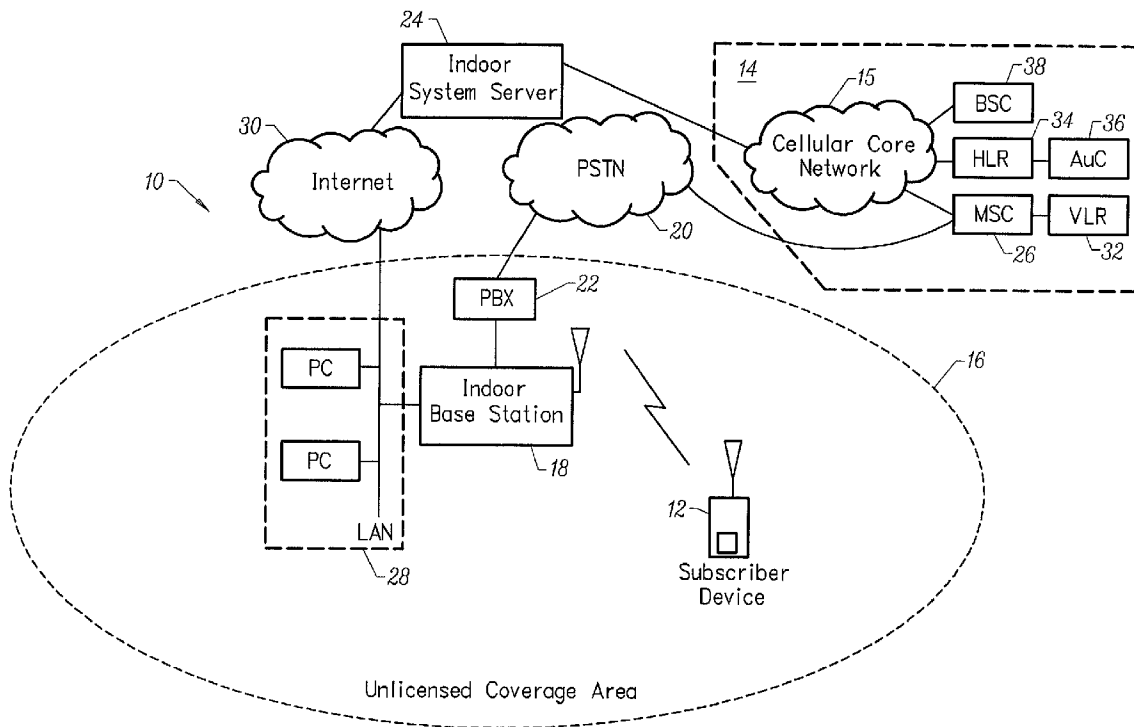 24
Indoor
System Server
14
15
38
BSC
30
34
36
Cellular Core
Network
HLR
AuC
10
Internet
PSTN
MSC
VLR
20
26
32
PBX
22
PC
Indoor
Base Station
16
PC
18
12
LAN
28
Subscriber
Device
Unlicensed Coverage Area